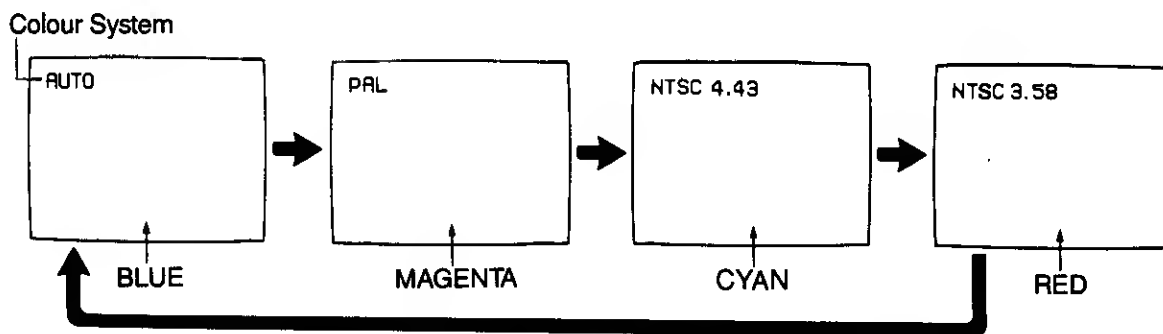 Colour System
AUTO
PAL
NTSC 4.43
NTSC 3.58
BLUE
MAGENTA
CYAN
RED